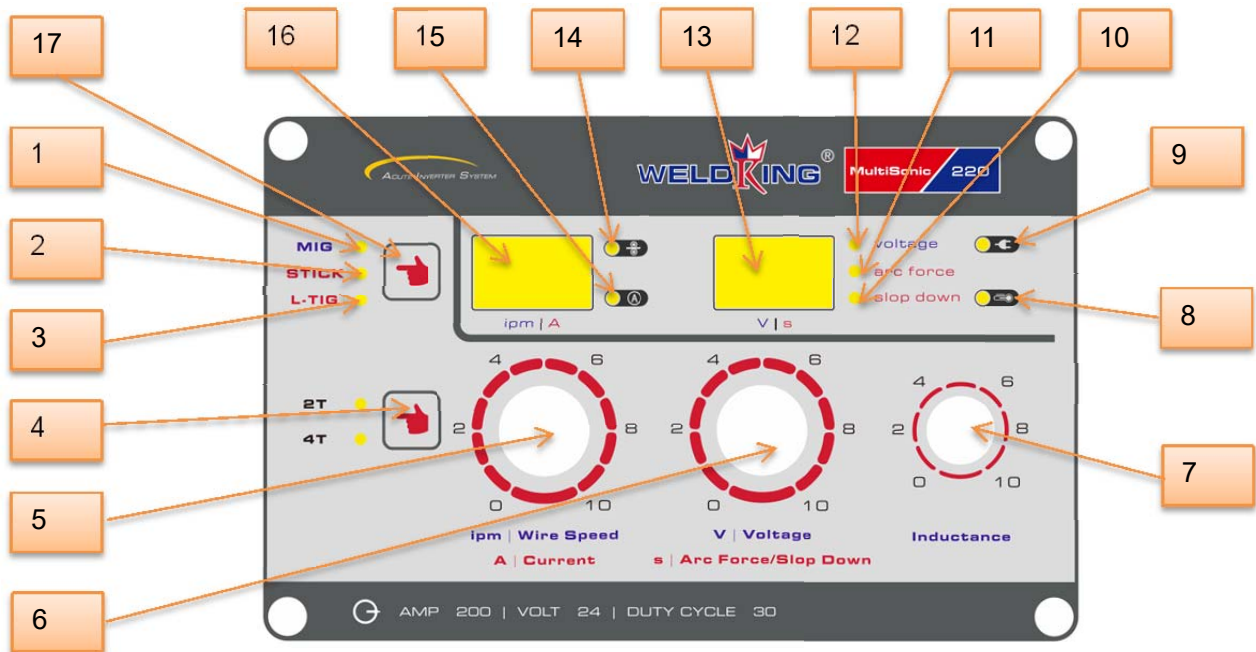 17
16
15
14
13
12
11
10
1
ACUTE INVERTER SYSTEM
WELDKING®
MultiSonic 220
9
2
MIG
STICK
L-TIG
voltage
arc force
slop down
A
ipm | A
V | s
8
3
4 6
4 6
4 6
4
2T
4T
2 8
2 8
2 8
5
0 10
0 10
0 10
7
ipm | Wire Speed
A | Current
V | Voltage
s | Arc Force/Slop Down
Inductance
6
AMP 200 | VOLT 24 | DUTY CYCLE 30